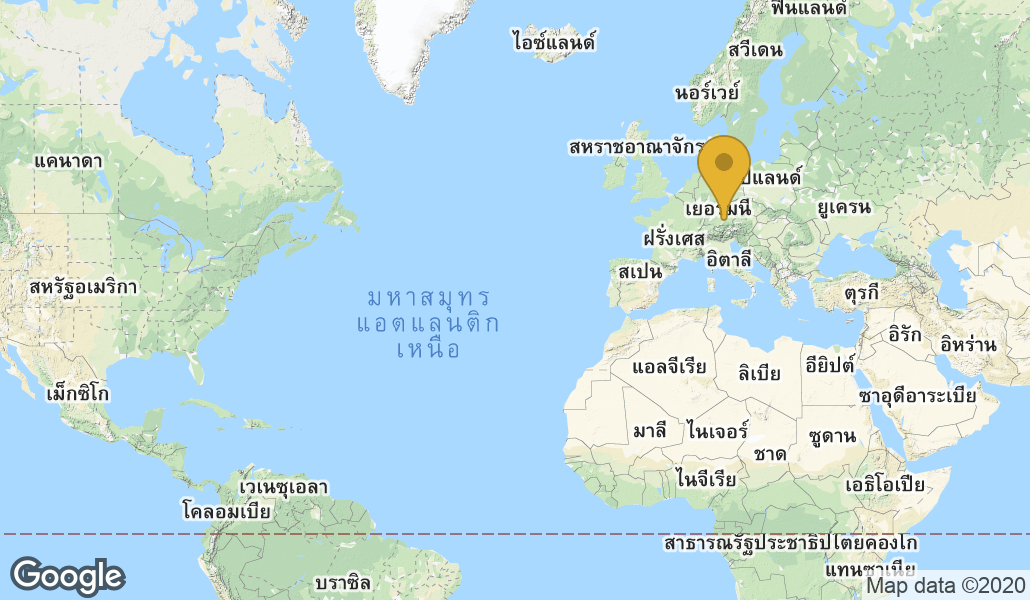 ฟินแลนด์
ไอซ์แลนด์
สวีเดน
นอร์เวย์
สหราชอาณาจักร
แคนาดา
เยอรมนี
ยูเครน
ฝรั่งเศส
อิตาลี
สเปน
สหรัฐอเมริกา
ตุรกี
มหาสมุทร
แอตแลนติก
เหนือ
อิรัก
อิหร่าน
แอลจีเรีย
ลิเบีย
อียิปต์
เม็กซิโก
ซาอุดีอาระเบีย
มาลี
ไนเจอร์
ชาด
ซูดาน
ไนจีเรีย
เอธิโอเปีย
เวเนซุเอลา
โคลอมเบีย
สาธารณรัฐประชาธิปไตยคองโก
แทนซาเนีย
บราซิล
Google
Map data ©2020